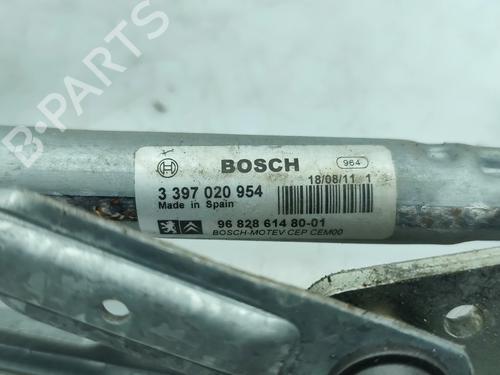 B-Parts
BOSCH
964
3 397 020 954
Made in Spain
18/08/11 1
96 828 614 80-01
BOSCH-MOTEV CEP CEM00